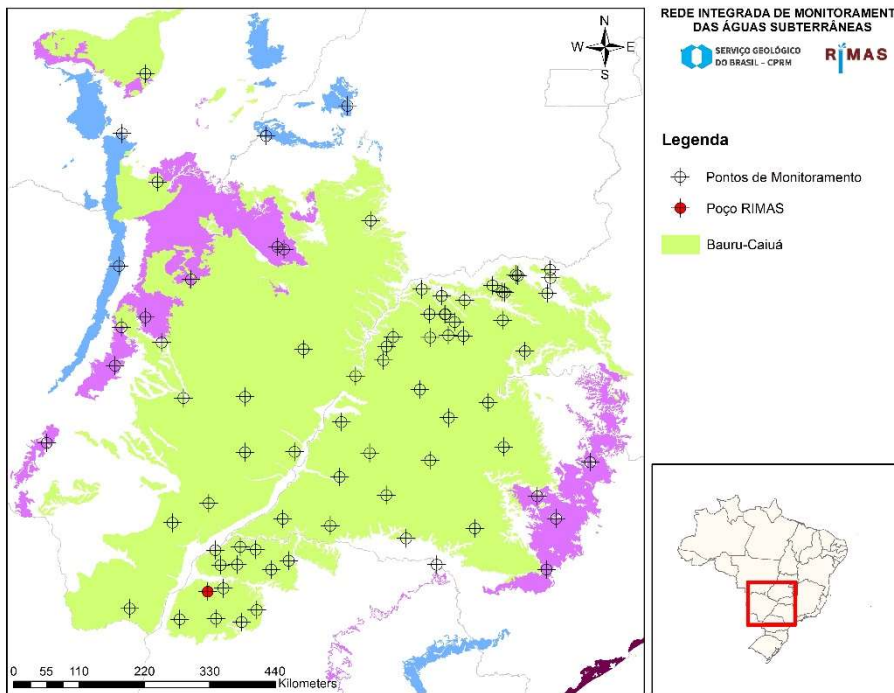 REDE INTEGRADA DE MONITORAMENT
DAS ÁGUAS SUBTERRÂNEAS
SERVIÇO GEOLÓGICO
DO BRASIL – CPRM
RIMAS
N
W E
S
Legenda
Pontos de Monitoramento
Poço RIMAS
Bauru-Caiuá
0 55 110 220 330 440
Kilometers